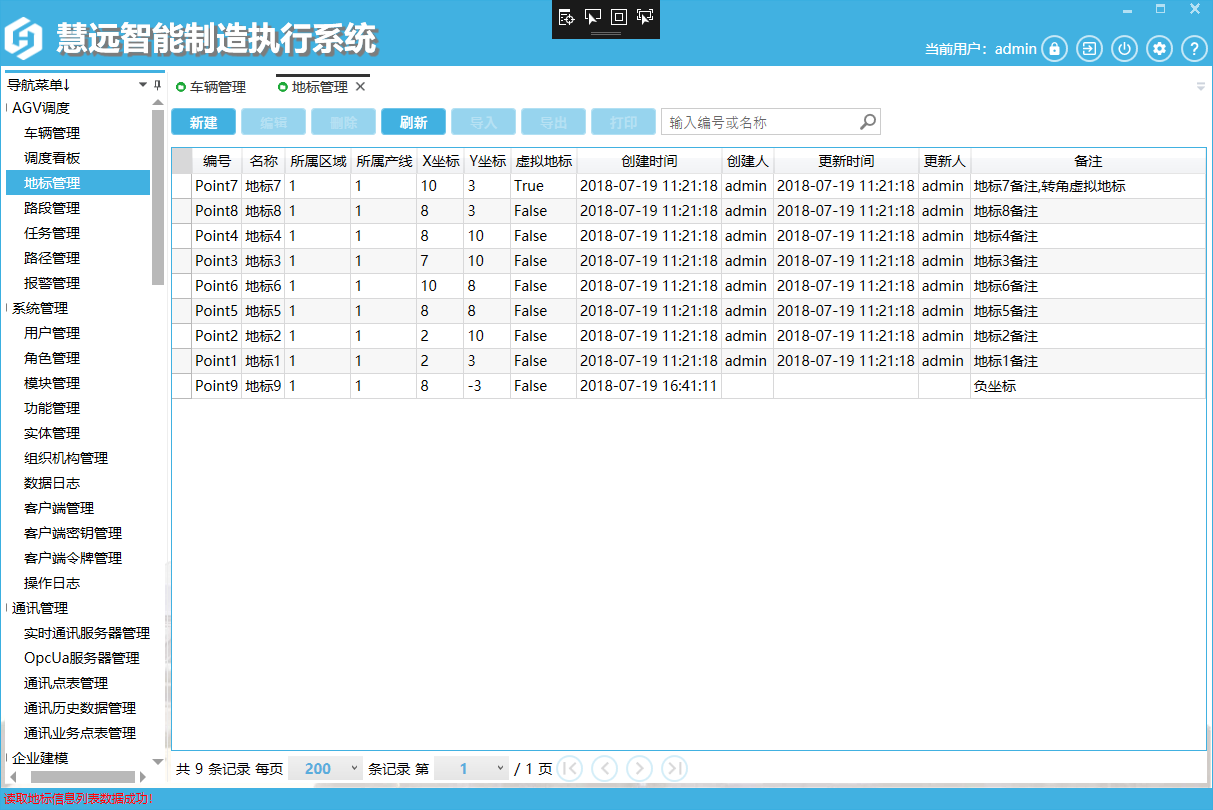 慧远智能制造执行系统
当前用户：admin
导航菜单↓
AGV调度
车辆管理
调度看板
地标管理
路段管理
任务管理
路径管理
报警管理
系统管理
用户管理
角色管理
模块管理
功能管理
实体管理
组织机构管理
数据日志
客户端管理
客户端密钥管理
客户端令牌管理
操作日志
通讯管理
实时通讯服务器管理
OpcUa服务器管理
通讯点表管理
通讯历史数据管理
通讯业务点表管理
企业建模
车辆管理 地标管理
新建 编辑 删除 刷新 导入 导出 打印 输入编号或名称
编号 名称 所属区域 所属产线 X坐标 Y坐标 虚拟地标 创建时间 创建人 更新时间 更新人 备注
Point7 地标7 1 1 10 3 True 2018-07-19 11:21:18 admin 2018-07-19 11:21:18 admin 地标7备注,转角虚拟地标
Point8 地标8 1 1 8 3 False 2018-07-19 11:21:18 admin 2018-07-19 11:21:18 admin 地标8备注
Point4 地标4 1 1 8 10 False 2018-07-19 11:21:18 admin 2018-07-19 11:21:18 admin 地标4备注
Point3 地标3 1 1 7 10 False 2018-07-19 11:21:18 admin 2018-07-19 11:21:18 admin 地标3备注
Point6 地标6 1 1 10 8 False 2018-07-19 11:21:18 admin 2018-07-19 11:21:18 admin 地标6备注
Point5 地标5 1 1 8 8 False 2018-07-19 11:21:18 admin 2018-07-19 11:21:18 admin 地标5备注
Point2 地标2 1 1 2 10 False 2018-07-19 11:21:18 admin 2018-07-19 11:21:18 admin 地标2备注
Point1 地标1 1 1 2 3 False 2018-07-19 11:21:18 admin 2018-07-19 11:21:18 admin 地标1备注
Point9 地标9 1 1 8 -3 False 2018-07-19 16:41:11 负坐标
共 9 条记录 每页 200 条记录 第 1 / 1 页
读取地标信息列表数据成功!